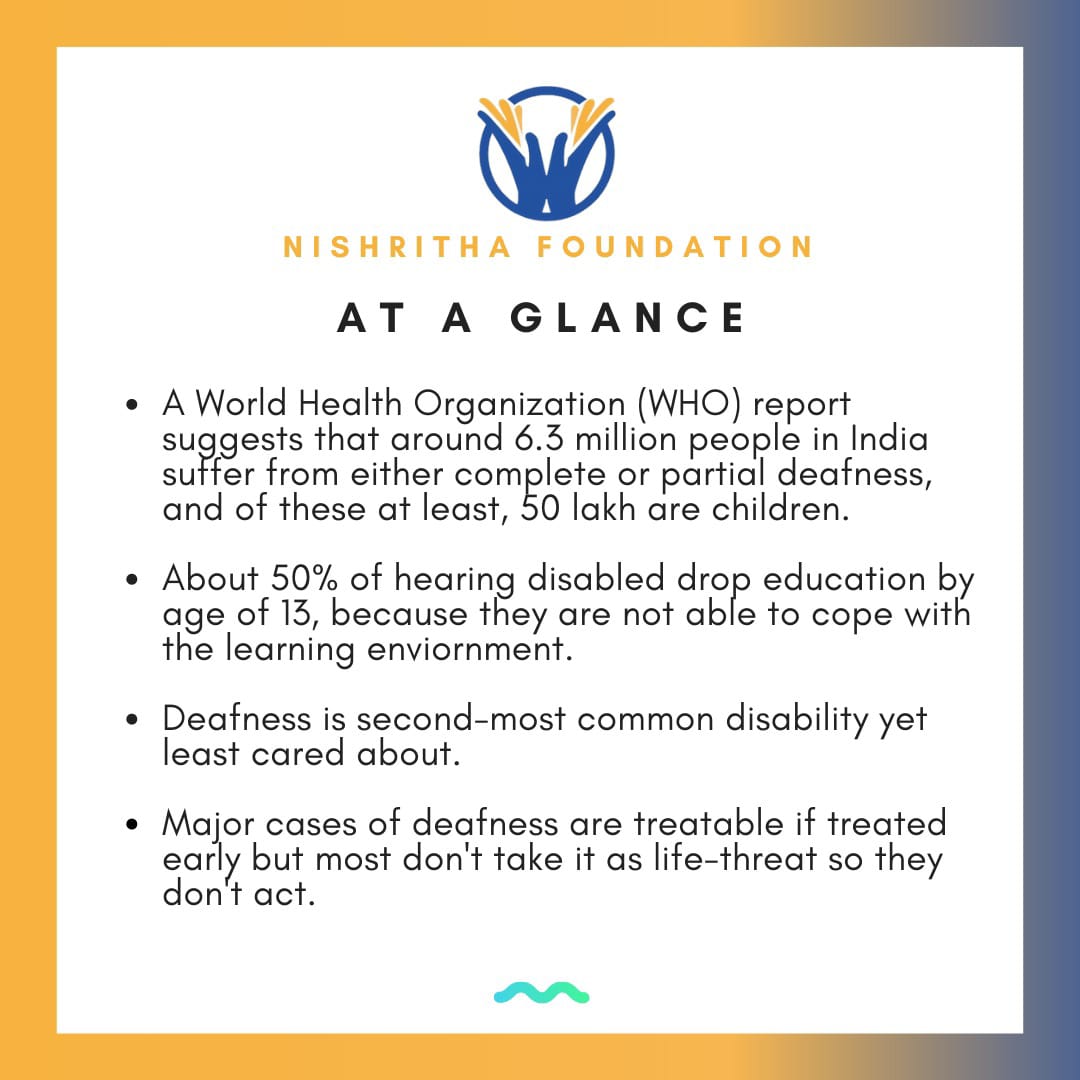 NISHRITHA FOUNDATION
AT A GLANCE
• A World Health Organization (WHO) report
suggests that around 6.3 million people in India
suffer from either complete or partial deafness,
and of these at least, 50 lakh are children.
• About 50% of hearing disabled drop education by
age of 13, because they are not able to cope with
the learning enviornment.
• Deafness is second-most common disability yet
least cared about.
• Major cases of deafness are treatable if treated
early but most don't take it as life-threat so they
don't act.